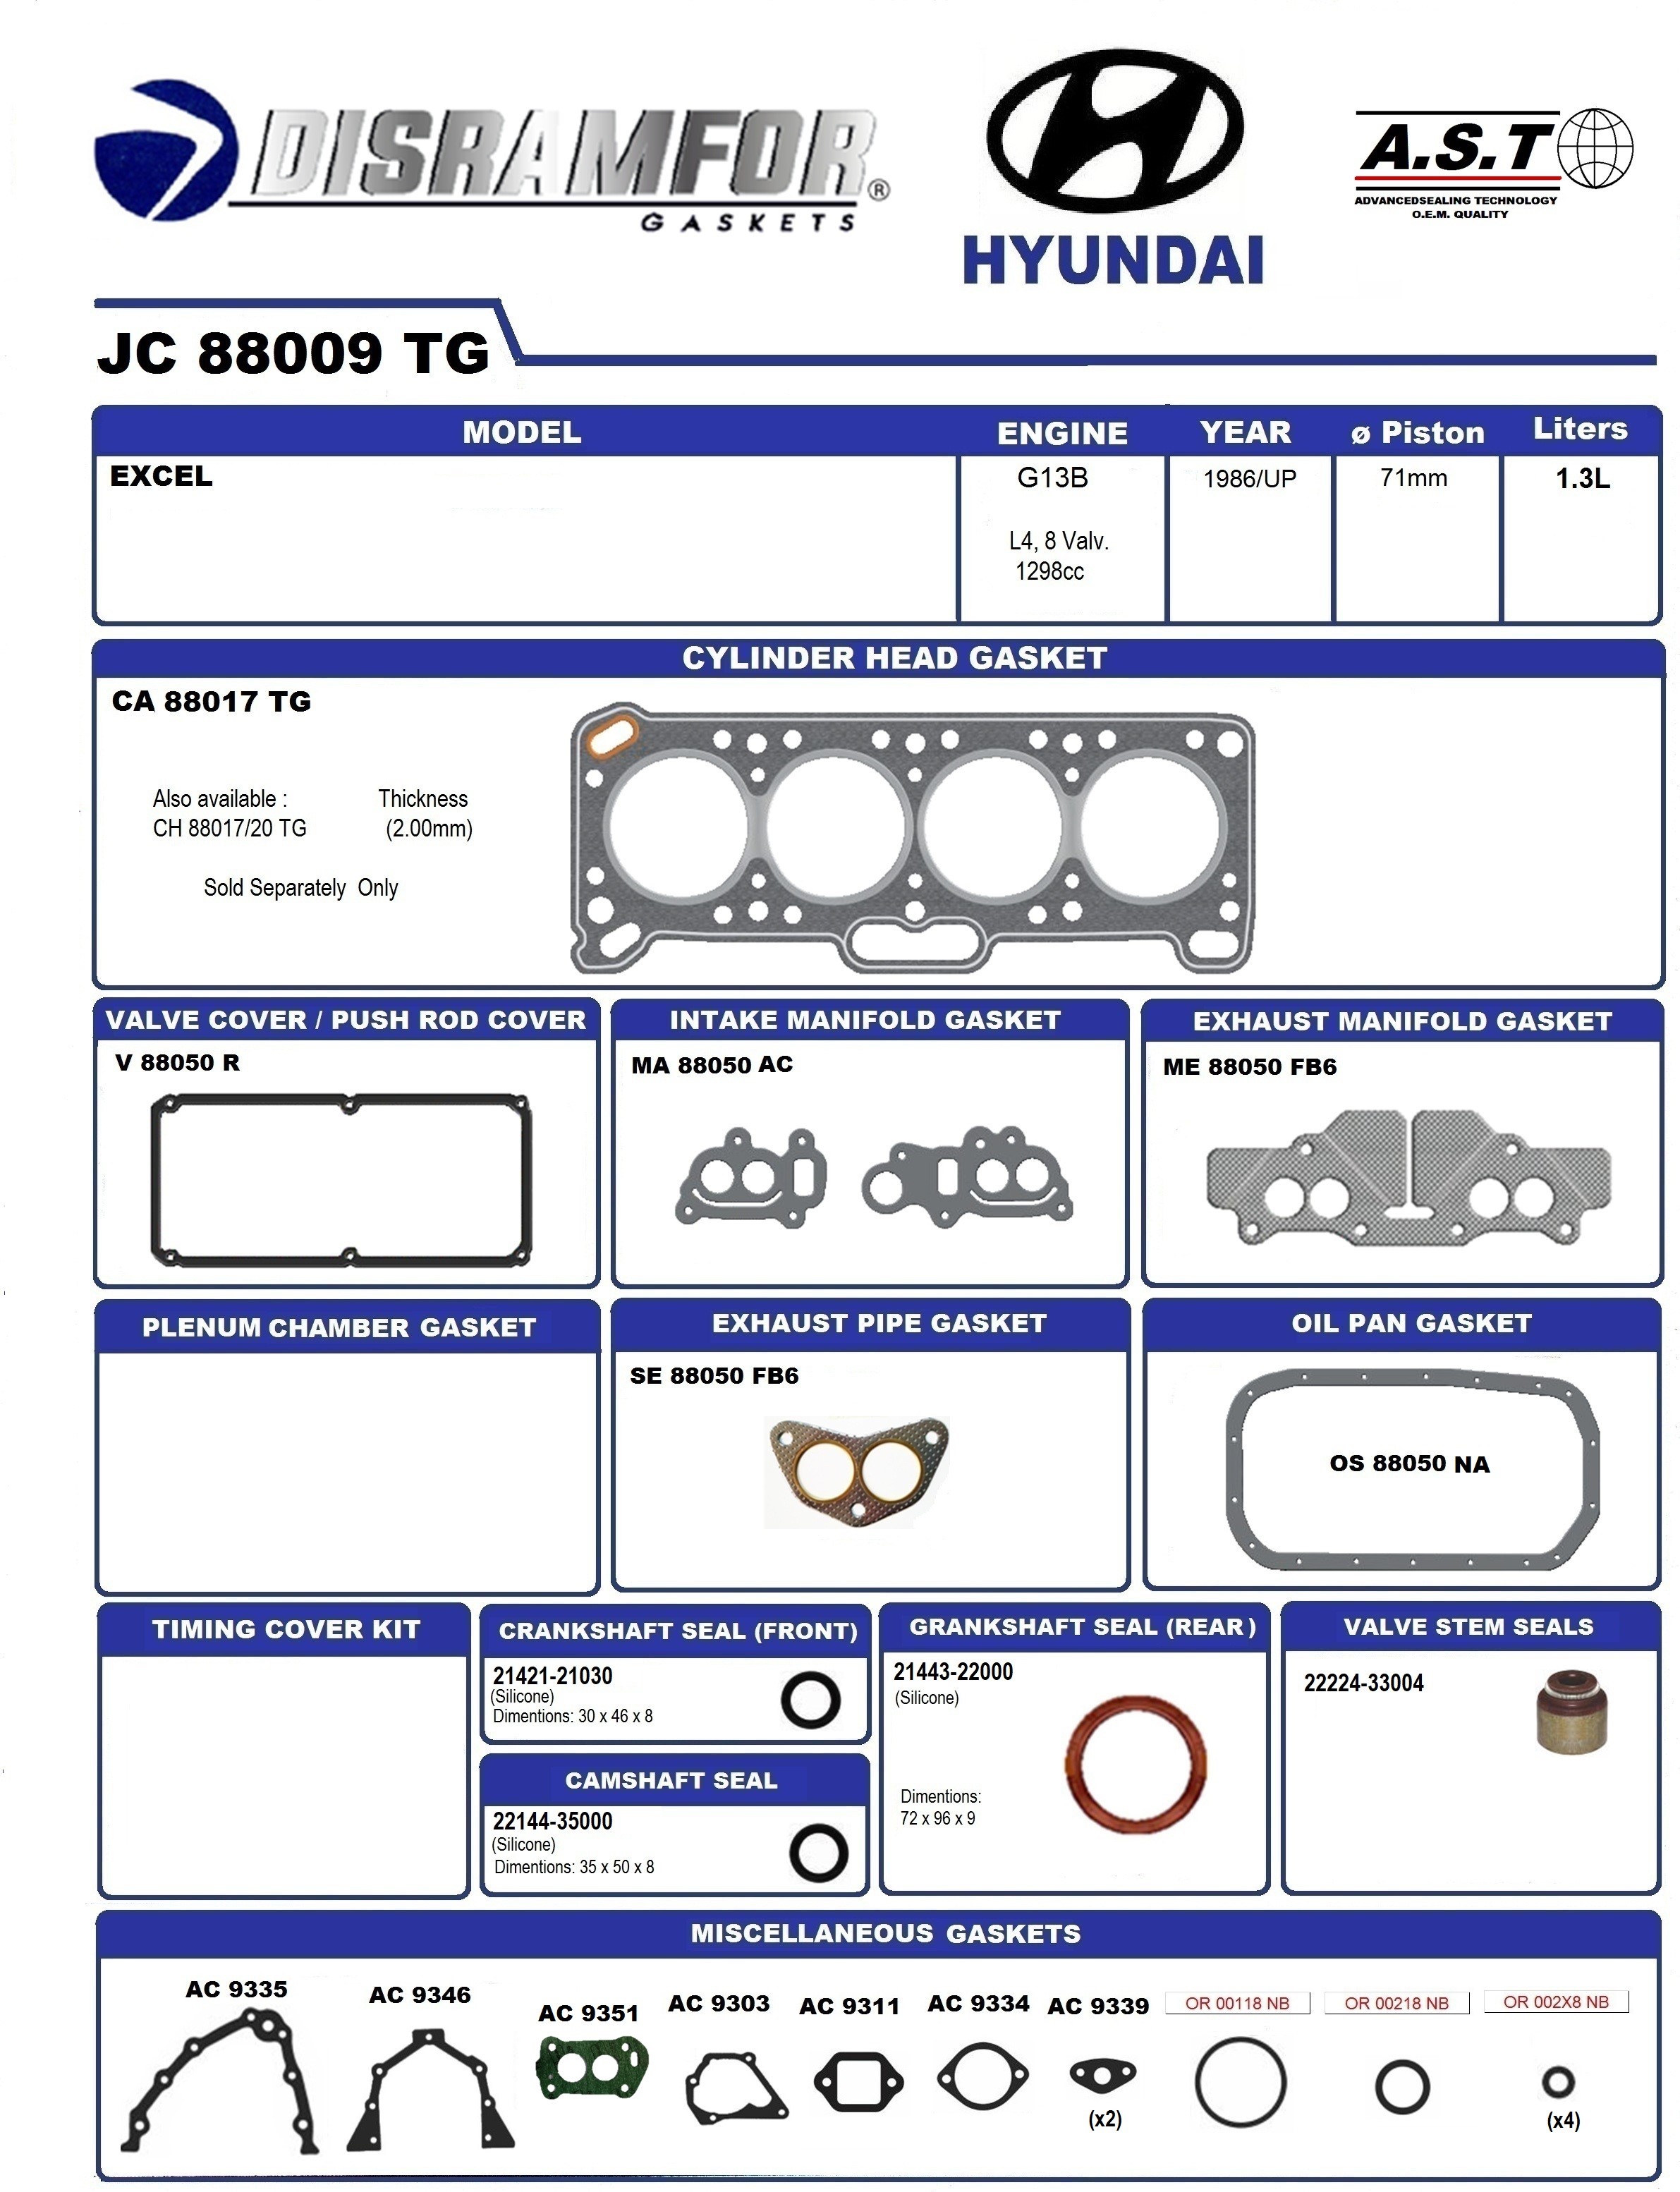 DISRAMFOR®
GASKETS
HYUNDAI
A.S.T
ADVANCEDSEALING TECHNOLOGY
O.E.M. QUALITY
JC 88009 TG
MODEL ENGINE YEAR ø Piston Liters
EXCEL G13B 1986/UP 71mm 1.3L
L4, 8 Valv.
1298cc
CYLINDER HEAD GASKET
CA 88017 TG
Also available : Thickness
CH 88017/20 TG (2.00mm)
Sold Separately Only
VALVE COVER / PUSH ROD COVER
V 88050 R
INTAKE MANIFOLD GASKET
MA 88050 AC
EXHAUST MANIFOLD GASKET
ME 88050 FB6
PLENUM CHAMBER GASKET
EXHAUST PIPE GASKET
SE 88050 FB6
OIL PAN GASKET
OS 88050 NA
TIMING COVER KIT
CRANKSHAFT SEAL (FRONT)
21421-21030
(Silicone)
Dimentions: 30 x 46 x 8
CAMSHAFT SEAL
22144-35000
(Silicone)
Dimentions: 35 x 50 x 8
GRANKSHAFT SEAL (REAR )
21443-22000
(Silicone)
Dimentions:
72 x 96 x 9
VALVE STEM SEALS
22224-33004
MISCELLANEOUS GASKETS
AC 9335
AC 9346
AC 9351
AC 9303
AC 9311
AC 9334
AC 9339
(x2)
OR 00118 NB
OR 00218 NB
OR 002X8 NB
(x4)